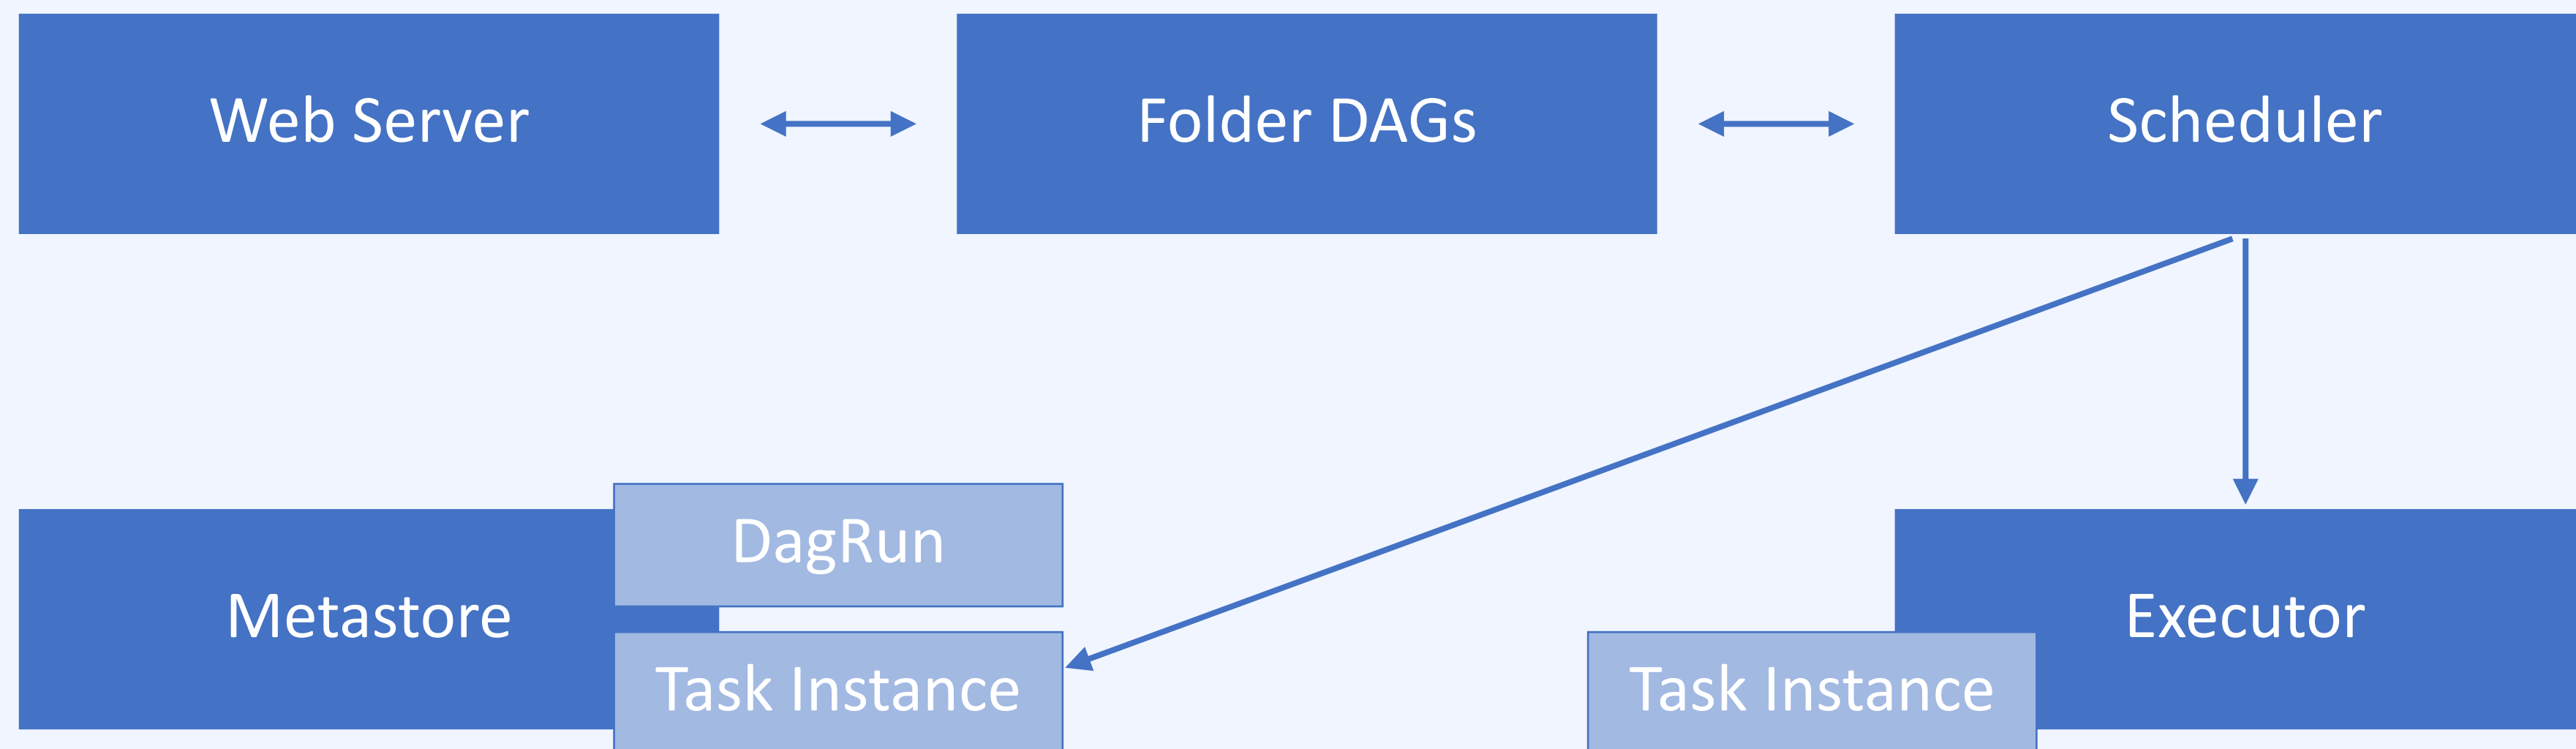 Web Server
Folder DAGs
Scheduler
DagRun
Metastore
Executor
Task Instance
Task Instance